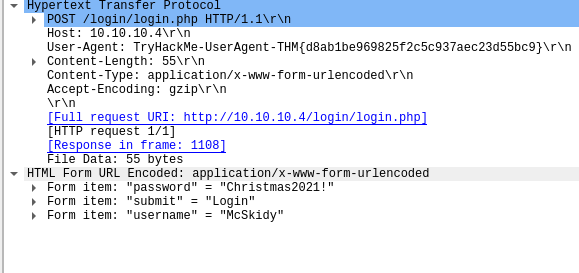 Hypertext Transfer Protocol
POST /login/login.php HTTP/1.1\r\n
Host: 10.10.10.4\r\n
User-Agent: TryHackMe-UserAgent-THM{d8ab1be969825f2c5c937aec23d55bc9}\r\n
Content-Length: 55\r\n
Content-Type: application/x-www-form-urlencoded\r\n
Accept-Encoding: gzip\r\n
\r\n
[Full request URI: http://10.10.10.4/login/login.php]
[HTTP request 1/1]
[Response in frame: 1108]
File Data: 55 bytes
HTML Form URL Encoded: application/x-www-form-urlencoded
Form item: "password" = "Christmas2021!"
Form item: "submit" = "Login"
Form item: "username" = "McSkidy"